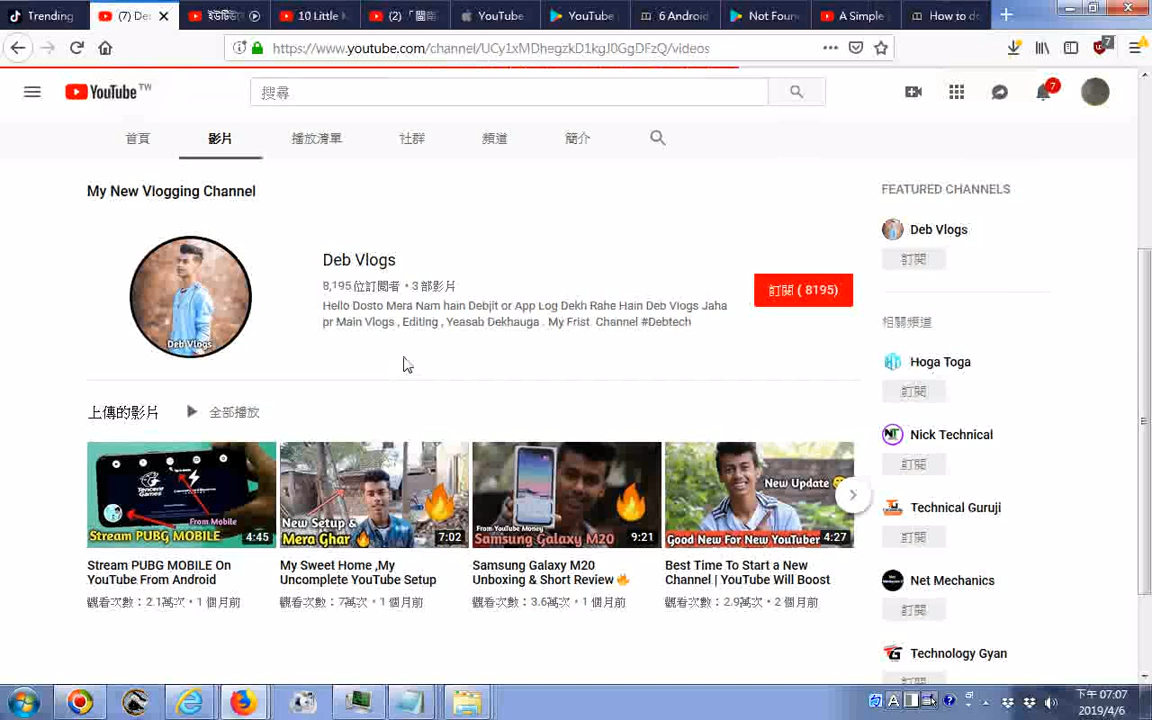 Trending
(7) De
ইউটিউ
10 Little
(2) 「圖
YouTube
YouTube
6 Android
Not Foun
A Simple
How to d
https://www.youtube.com/channel/UCy1xMDhegzkD1kgJ0GgDFzQ/videos
7
YouTube TW
搜尋
7
首頁
影片
播放清單
社群
頻道
簡介
My New Vlogging Channel
FEATURED CHANNELS
Deb Vlogs
訂閱
Deb Vlogs
Deb Vlogs
8,195 位訂閱者 • 3 部影片
訂閱 ( 8195)
Hello Dosto Mera Nam hain Debjit or App Log Dekh Rahe Hain Deb Vlogs Jaha
pr Main Vlogs , Editing , Yeasab Dekhauga . My Frist Channel #Debtech
相關頻道
Hoga Toga
訂閱
Nick Technical
訂閱
Technical Guruji
訂閱
Net Mechanics
訂閱
Technology Gyan
訂閱
上傳的影片
全部播放
Tencent Games
From Mobile
Stream PUBG MOBILE
4:45
New Setup &
Mera Ghar
7:02
From YouTube Money
Samsung Galaxy M20
9:21
New Update
Good New For New YouTuber
4:27
Stream PUBG MOBILE On
YouTube From Android
觀看次數：2.1萬次 • 1 個月前
My Sweet Home ,My
Uncomplete YouTube Setup
觀看次數：7萬次 • 1 個月前
Samsung Galaxy M20
Unboxing & Short Review🔥
觀看次數：3.6萬次 • 1 個月前
Best Time To Start a New
Channel | YouTube Will Boost
觀看次數：2.9萬次 • 2 個月前
下午 07:07
2019/4/6